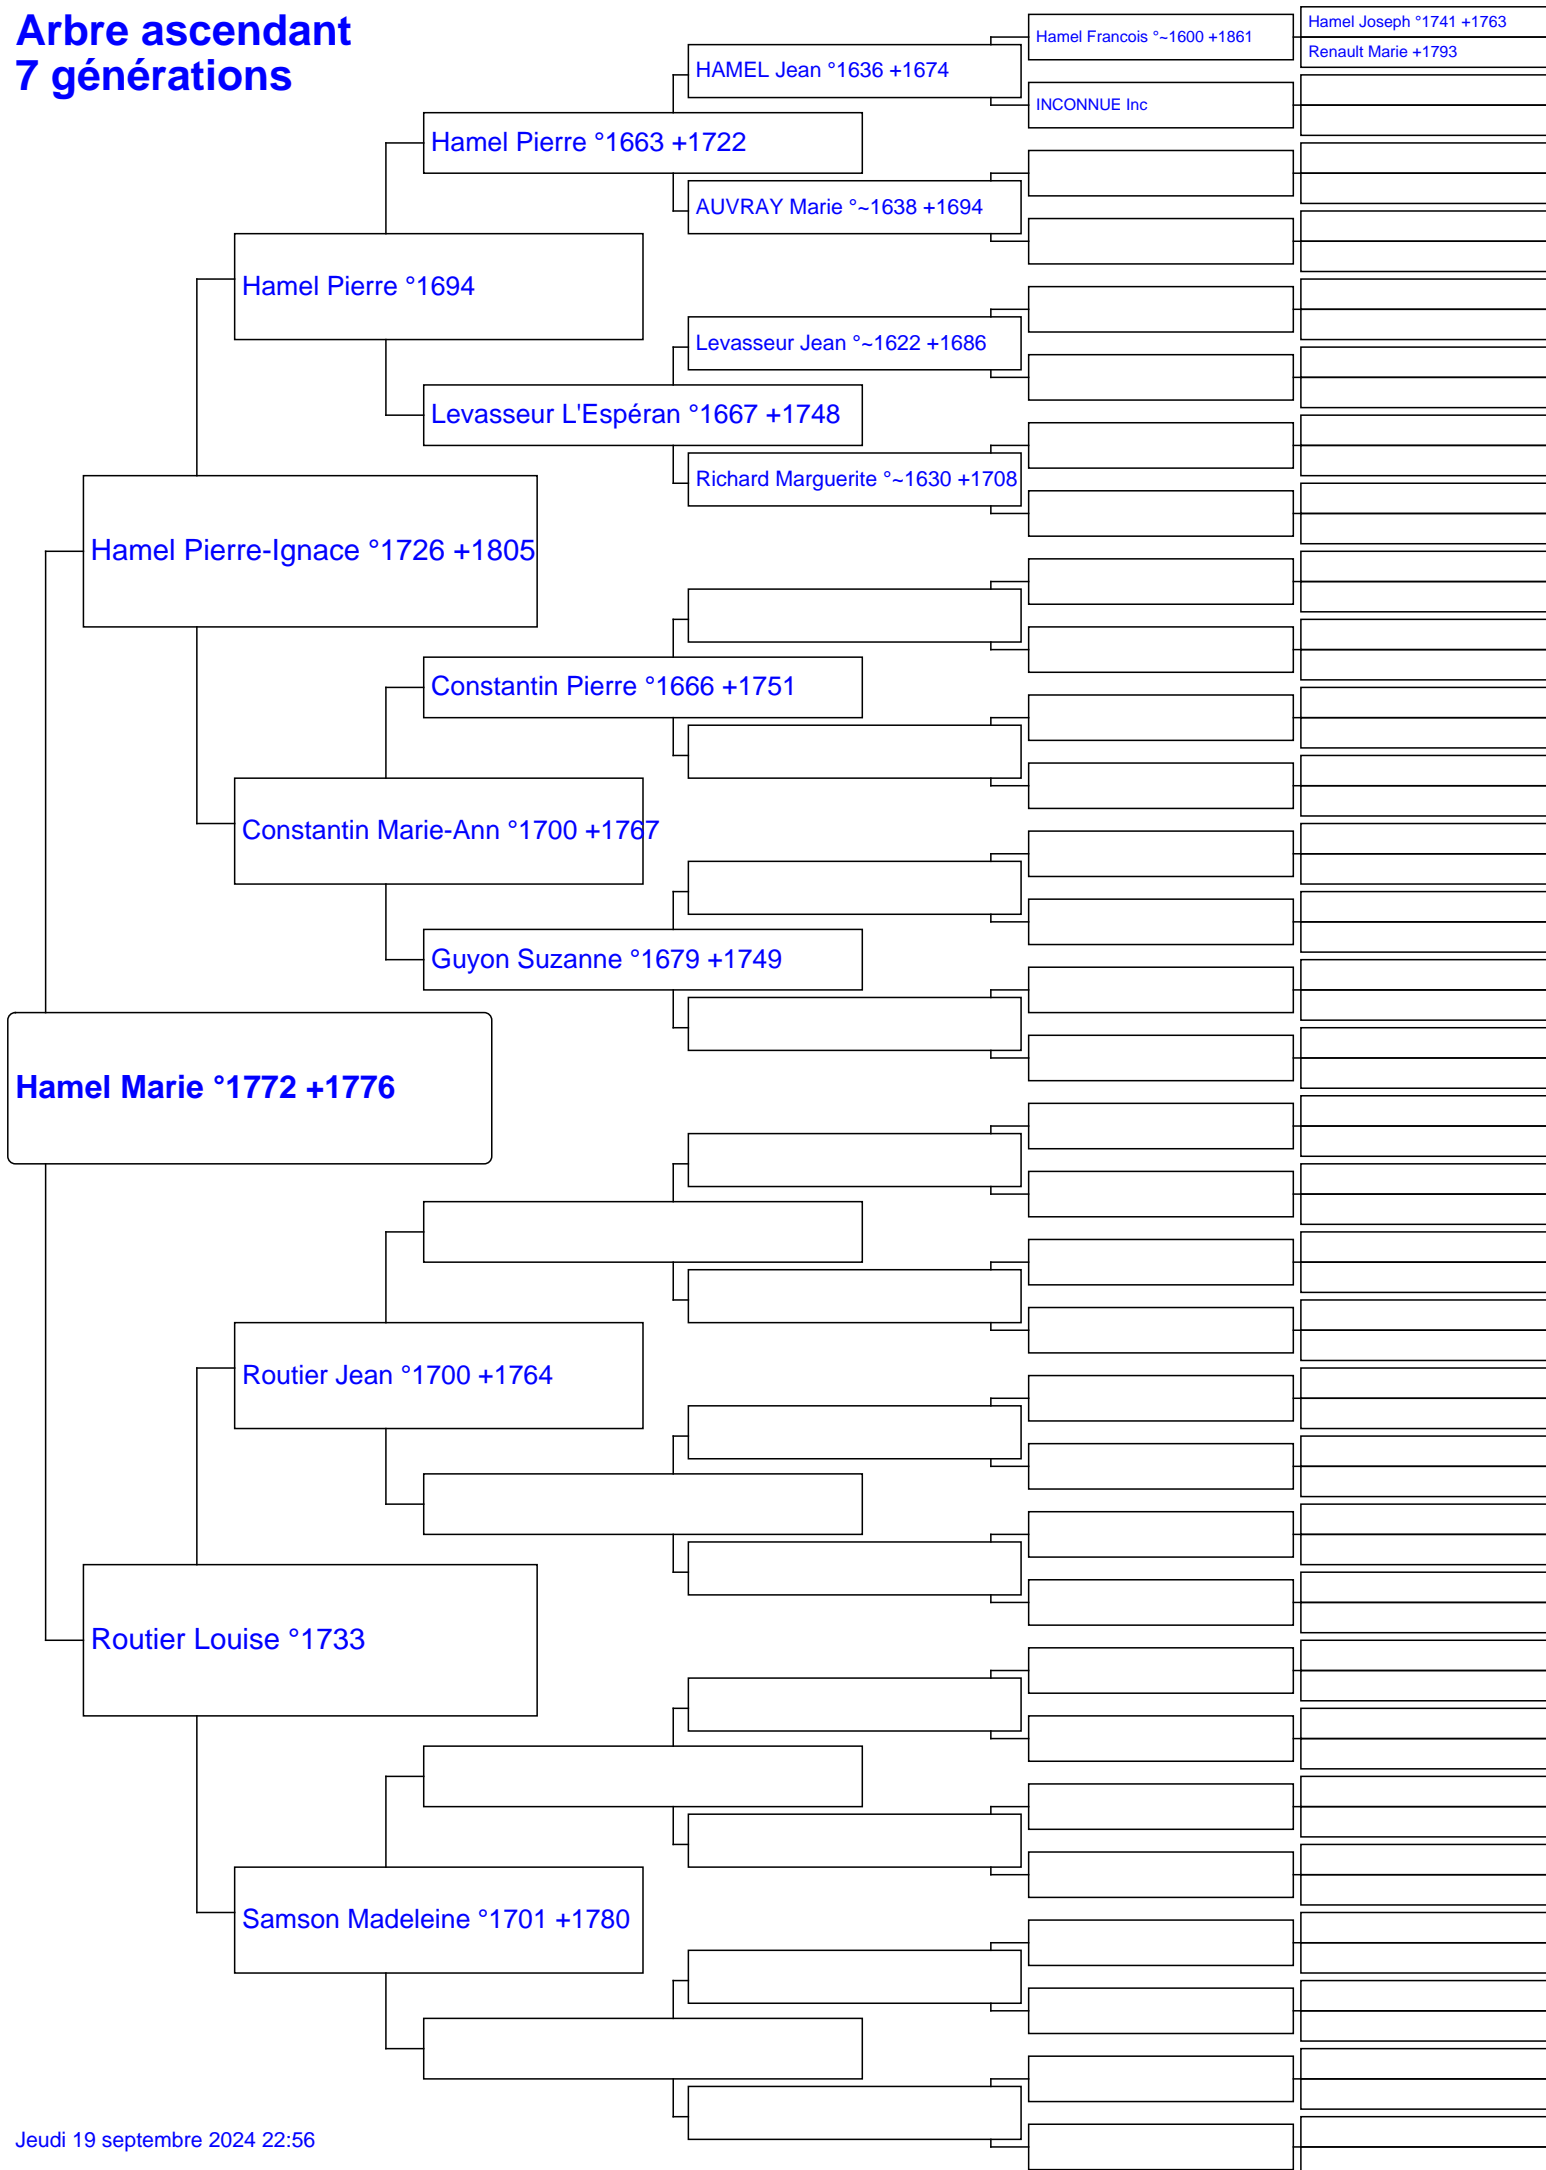 Arbre ascendant
7 générations
Hamel Joseph °1741 +1763
Hamel Francois °~1600 +1861
Renault Marie +1793
HAMEL Jean °1636 +1674
INCONNUE Inc
Hamel Pierre °1663 +1722
AUVRAY Marie °~1638 +1694
Hamel Pierre °1694
Levasseur Jean °~1622 +1686
Levasseur L'Espéran °1667 +1748
Richard Marguerite °~1630 +1708
Hamel Pierre-Ignace °1726 +1805
Constantin Pierre °1666 +1751
Constantin Marie-Ann °1700 +1767
Guyon Suzanne °1679 +1749
Hamel Marie °1772 +1776
Routier Jean °1700 +1764
Routier Louise °1733
Samson Madeleine °1701 +1780
Jeudi 19 septembre 2024 22:56